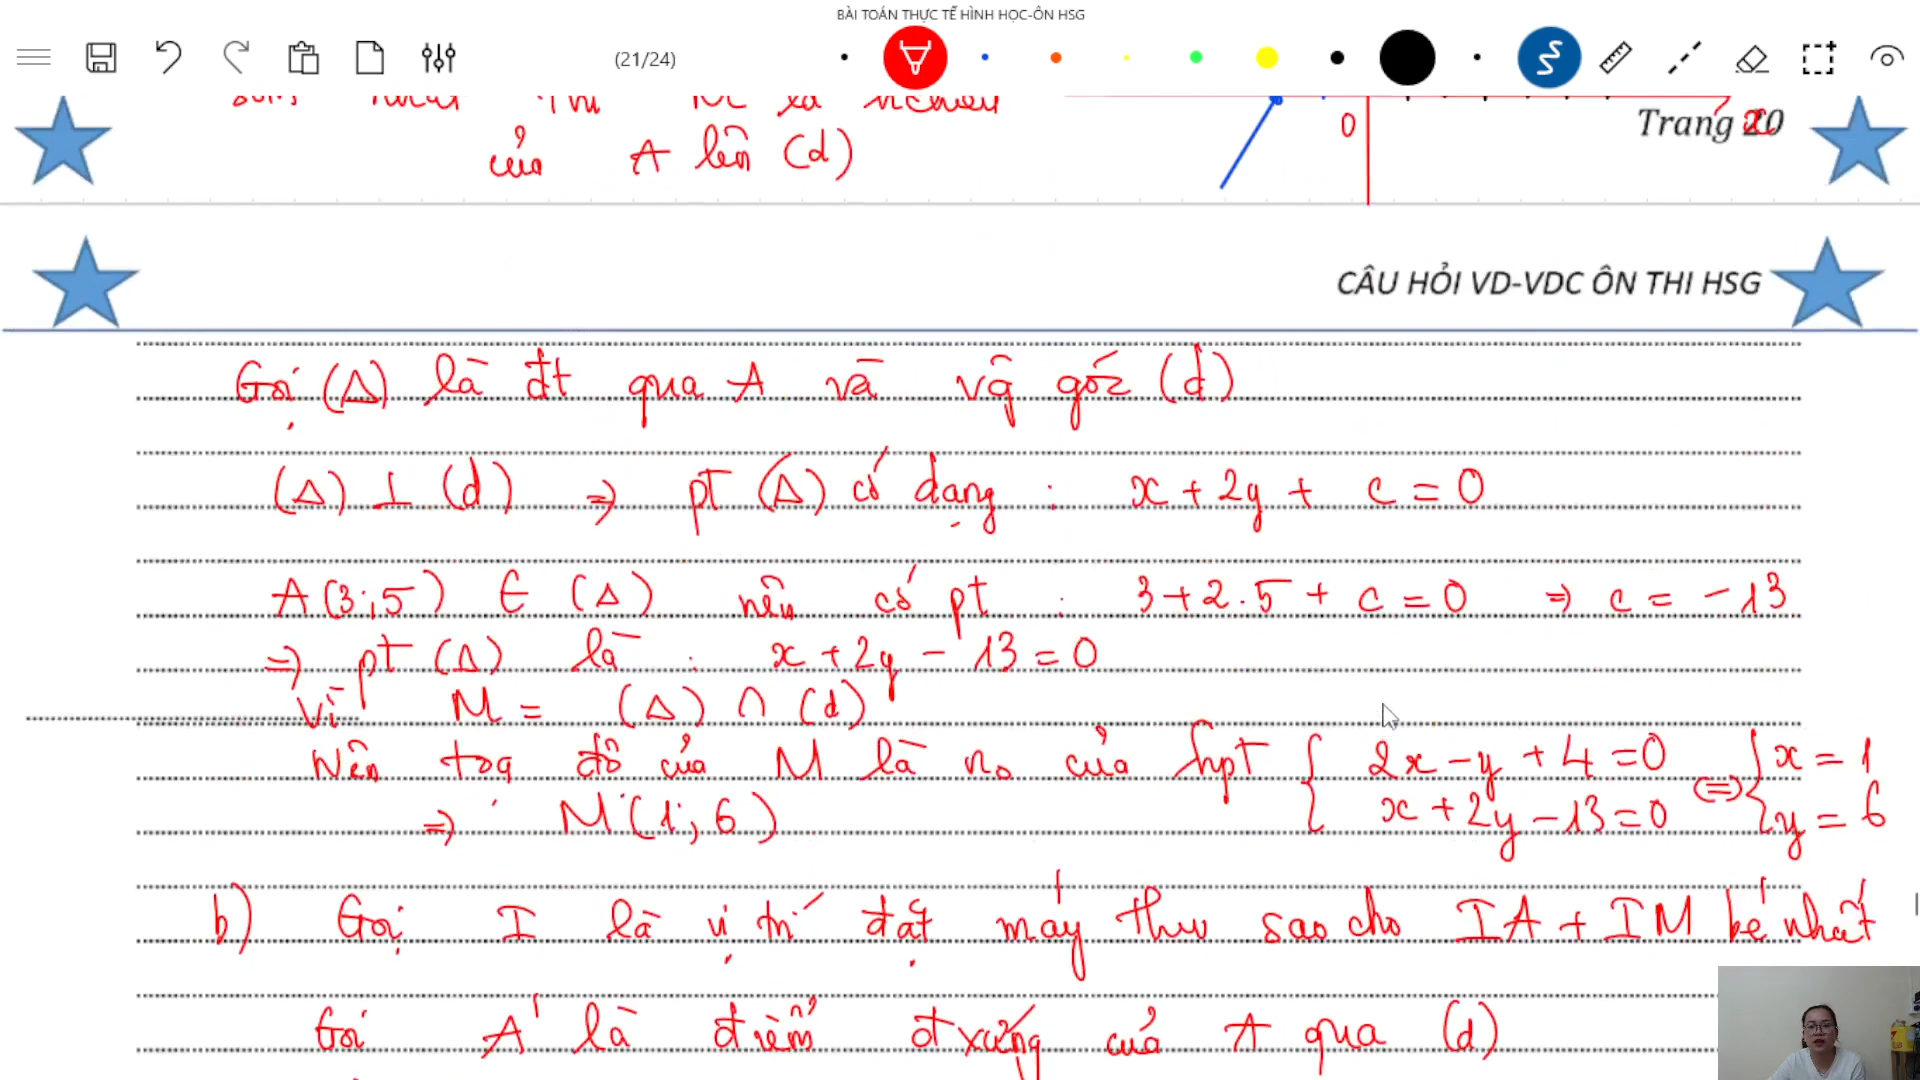 BÀI TOÁN THỰC TẾ HÌNH HỌC-ÔN HSG
(21/24)
thì M là
của A lên (d)
0
Trang 20
x
CÂU HỎI VD-VDC ÔN THI HSG
Gọi (Δ) là đt qua A và vg góc (d)
(Δ) ⊥ (d) => pt (Δ) có dạng : x + 2y + c = 0
A(3;5) ∈ (Δ) nên có pt : 3 + 2.5 + c = 0 => c = -13
=> pt (Δ) là : x + 2y - 13 = 0
Vì M = (Δ) ∩ (d)
Nên toạ độ của M là no của hpt { 2x - y + 4 = 0 <=> { x = 1
x + 2y - 13 = 0 y = 6
=> M(1;6)
b) Gọi I là vị trí đặt máy thu sao cho IA + IM bé nhất
Gọi A' là điểm đ xứng của A qua (d)